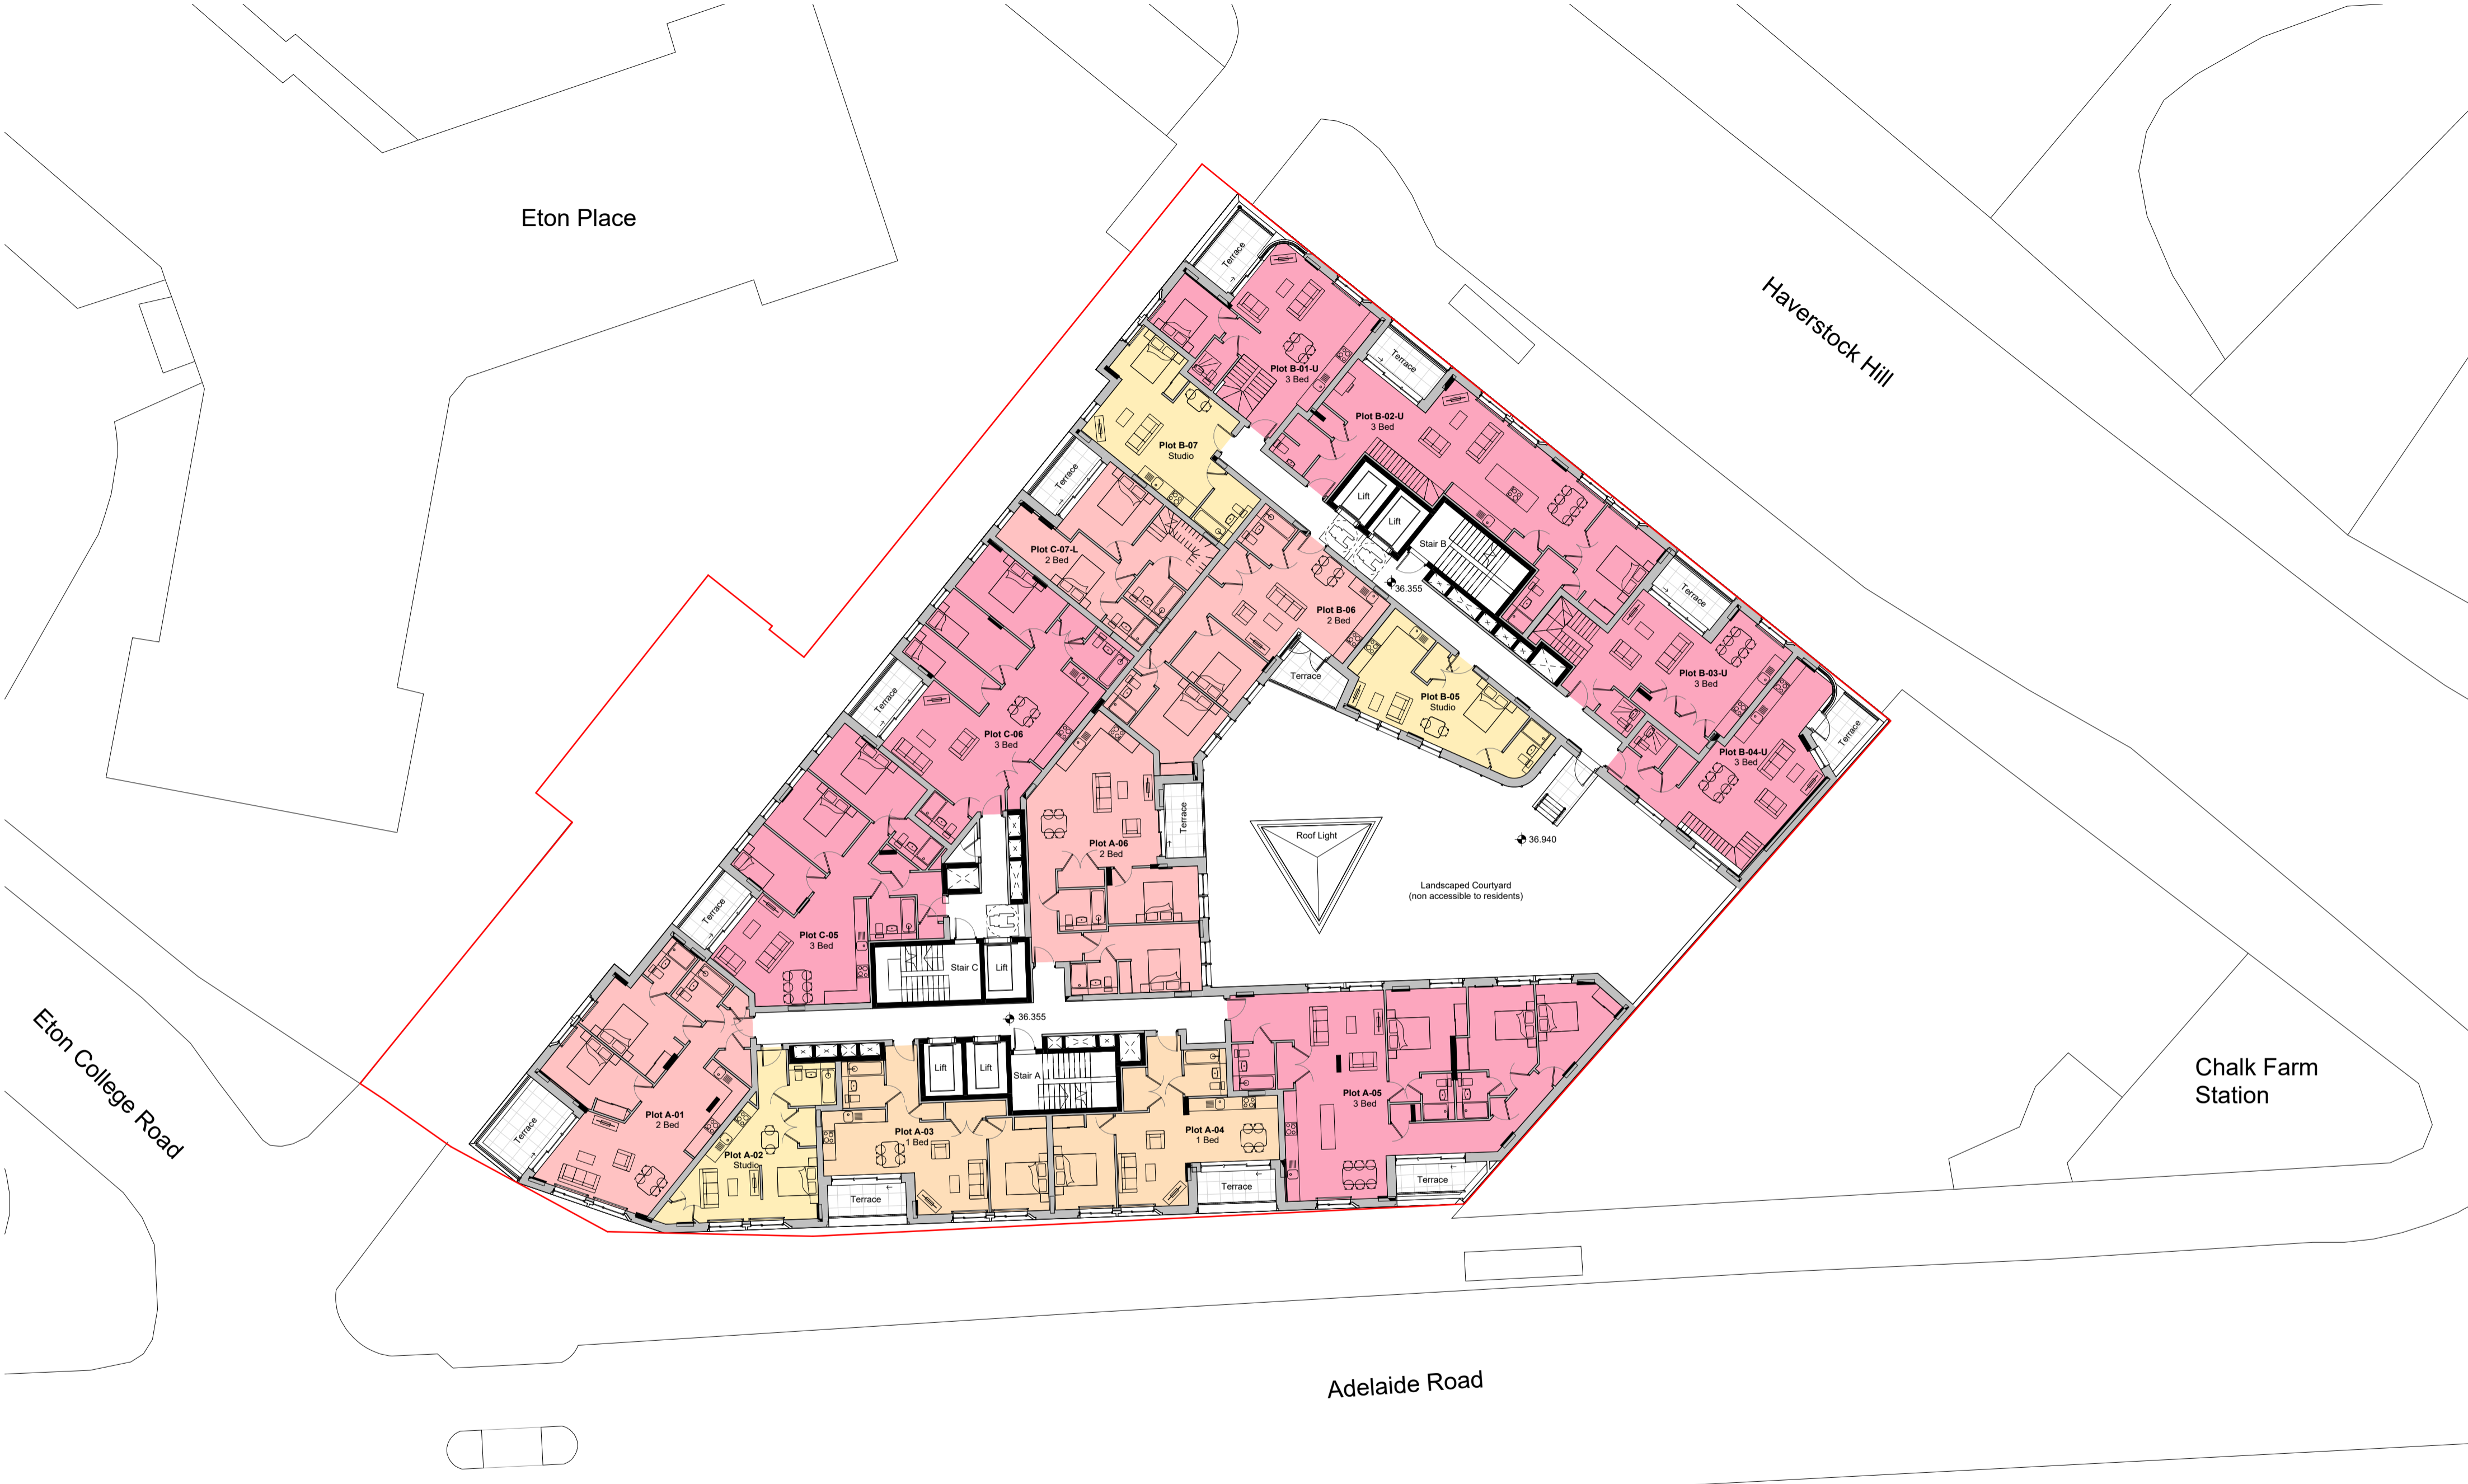 Eton Place
Haverstock Hill
Terrace
Plot B-01-U
3 Bed
Terrace
Plot B-02-U
3 Bed
Plot B-07
Studio
Terrace
Lift
Lift
Stair B
Plot C-07-L
2 Bed
36.355
Terrace
Plot B-06
2 Bed
Terrace
Plot B-05
Studio
Plot B-03-U
3 Bed
Terrace
Plot C-06
3 Bed
Terrace
Plot B-04-U
3 Bed
Terrace
Plot A-06
2 Bed
Roof Light
36.940
Landscaped Courtyard
(non accessible to residents)
Terrace
Plot C-05
3 Bed
Stair C
Lift
36.355
Eton College Road
Lift
Lift
Stair A
Chalk Farm
Station
Plot A-05
3 Bed
Terrace
Plot A-01
2 Bed
Plot A-03
1 Bed
Plot A-04
1 Bed
Plot A-02
Studio
Terrace
Terrace
Terrace
Adelaide Road